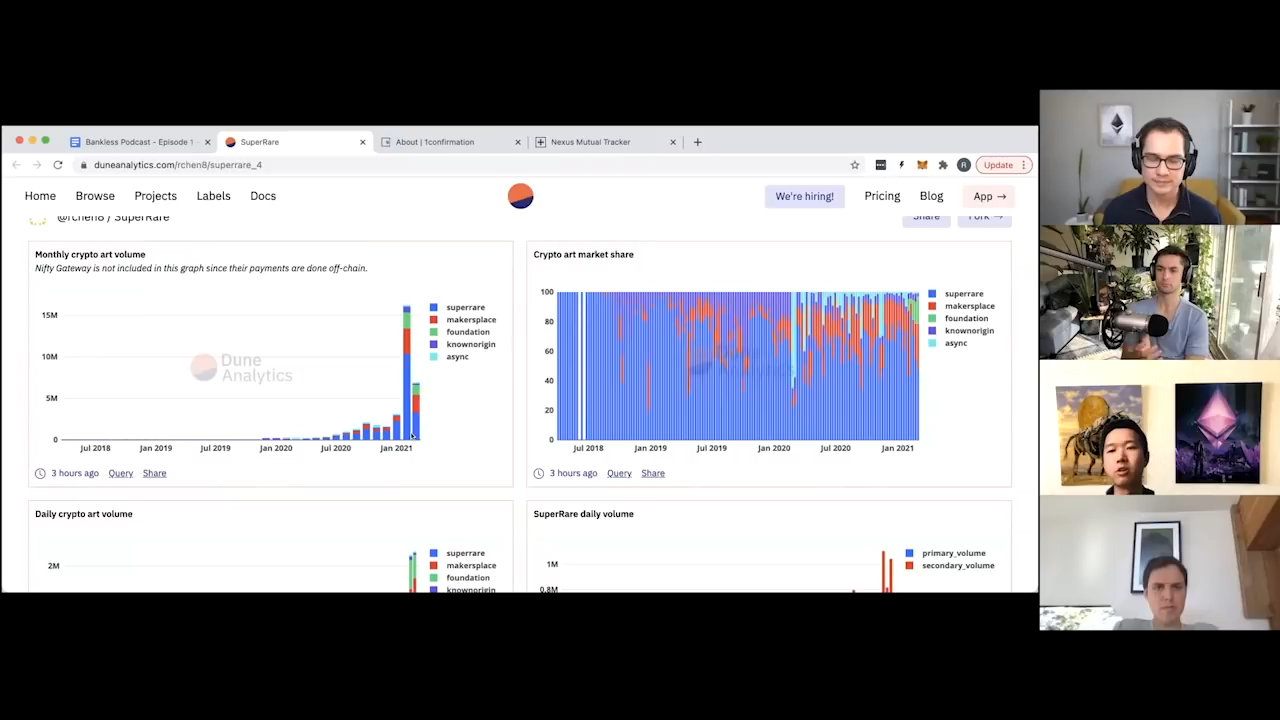 Bankless Podcast - Episode 1
SuperRare
About | 1confirmation
Nexus Mutual Tracker
duneanalytics.com/rchen8/superrare_4
R
Update
Home
Browse
Projects
Labels
Docs
We're hiring!
Pricing
Blog
App →
@rchen8 / SuperRare
Share
Fork →
Monthly crypto art volume
Nifty Gateway is not included in this graph since their payments are done off-chain.
15M
10M
5M
0
Dune
Analytics
superrare
makersplace
foundation
knownorigin
async
Jul 2018
Jan 2019
Jul 2019
Jan 2020
Jul 2020
Jan 2021
3 hours ago
Query
Share
Crypto art market share
100
80
60
40
20
0
superrare
makersplace
foundation
knownorigin
async
Jul 2018
Jan 2019
Jul 2019
Jan 2020
Jul 2020
Jan 2021
3 hours ago
Query
Share
Daily crypto art volume
2M
superrare
makersplace
foundation
knownorigin
SuperRare daily volume
1M
0.8M
primary_volume
secondary_volume